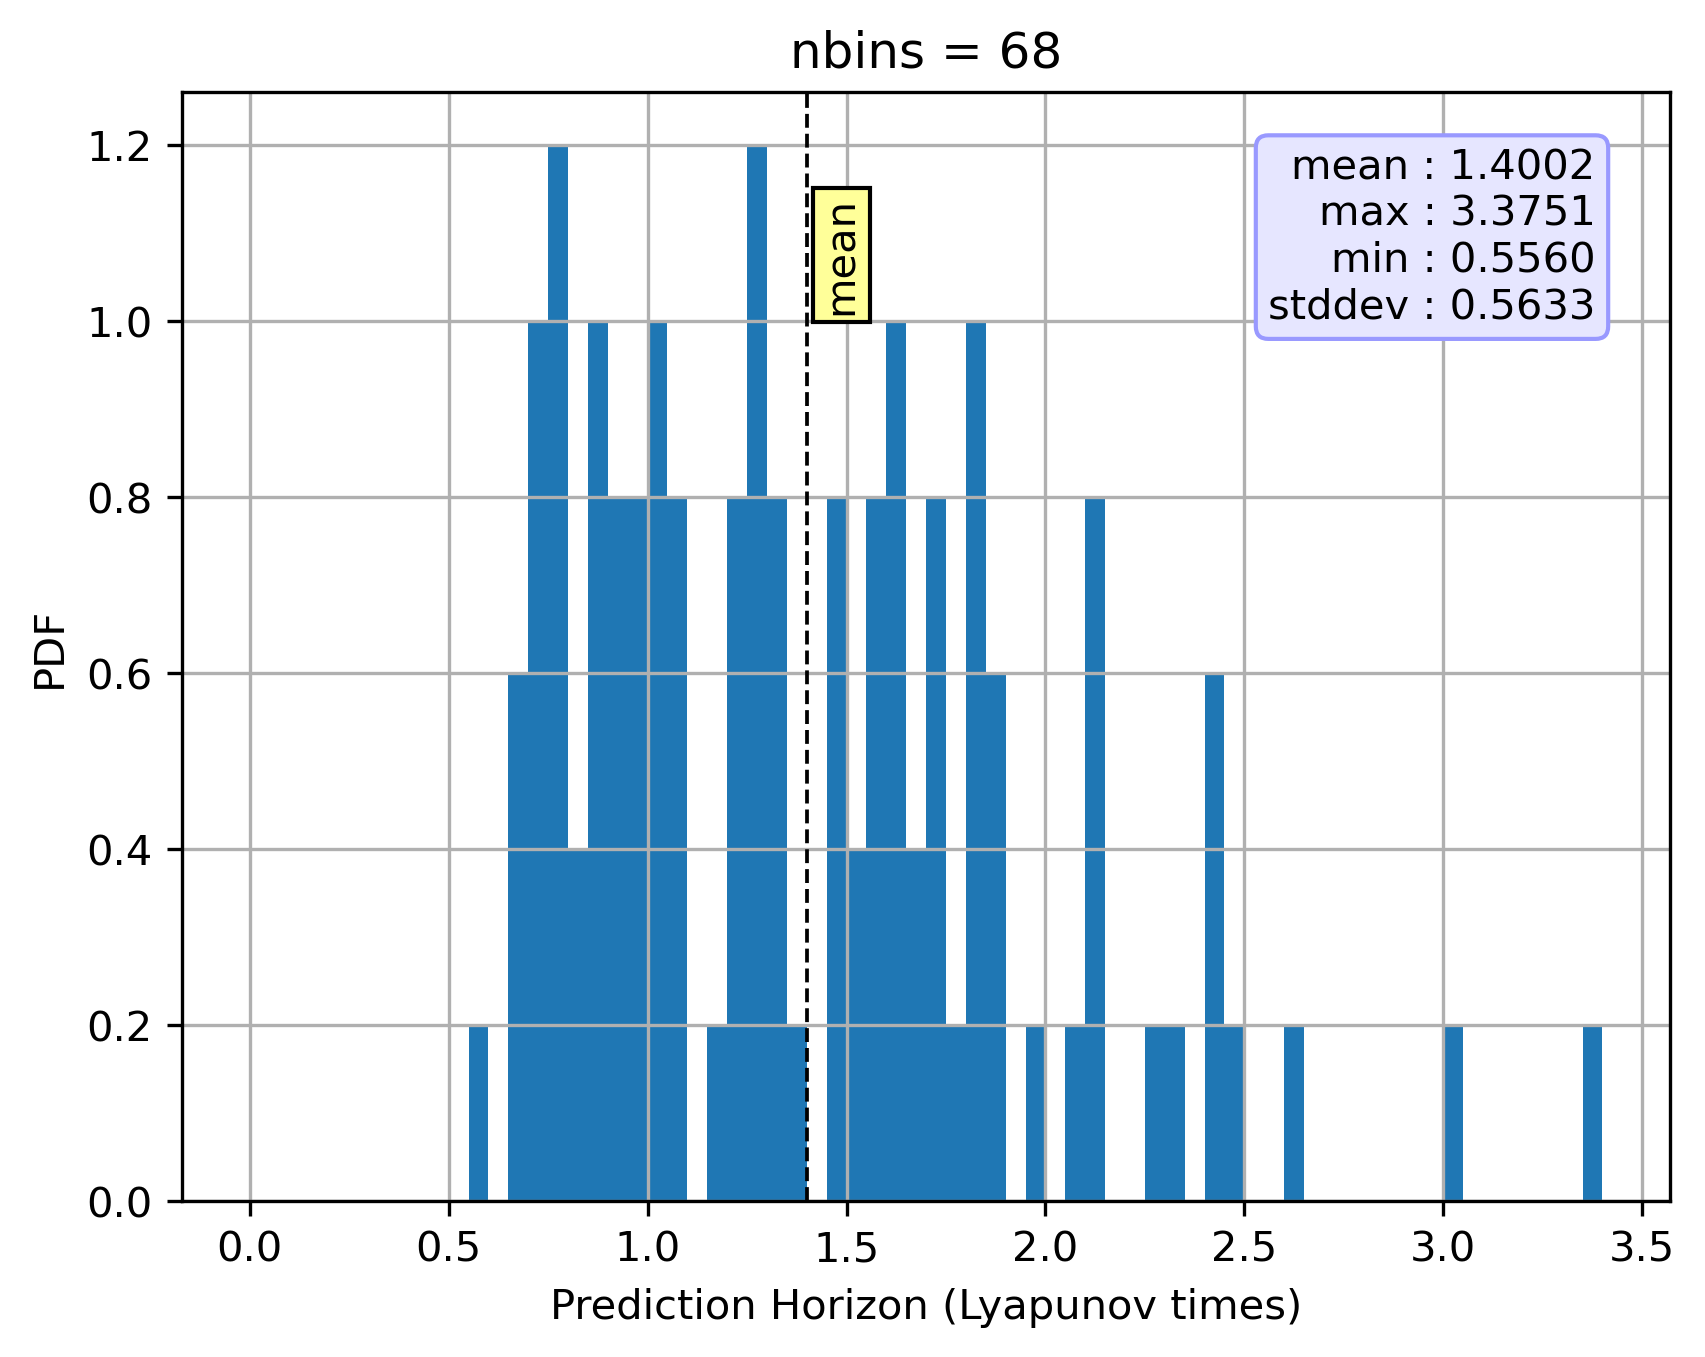 nbins = 68
mean : 1.4002
max : 3.3751
min : 0.5560
stddev : 0.5633
mean
PDF
1.2
1.0
0.8
0.6
0.4
0.2
0.0
0.0 0.5 1.0 1.5 2.0 2.5 3.0 3.5
Prediction Horizon (Lyapunov times)